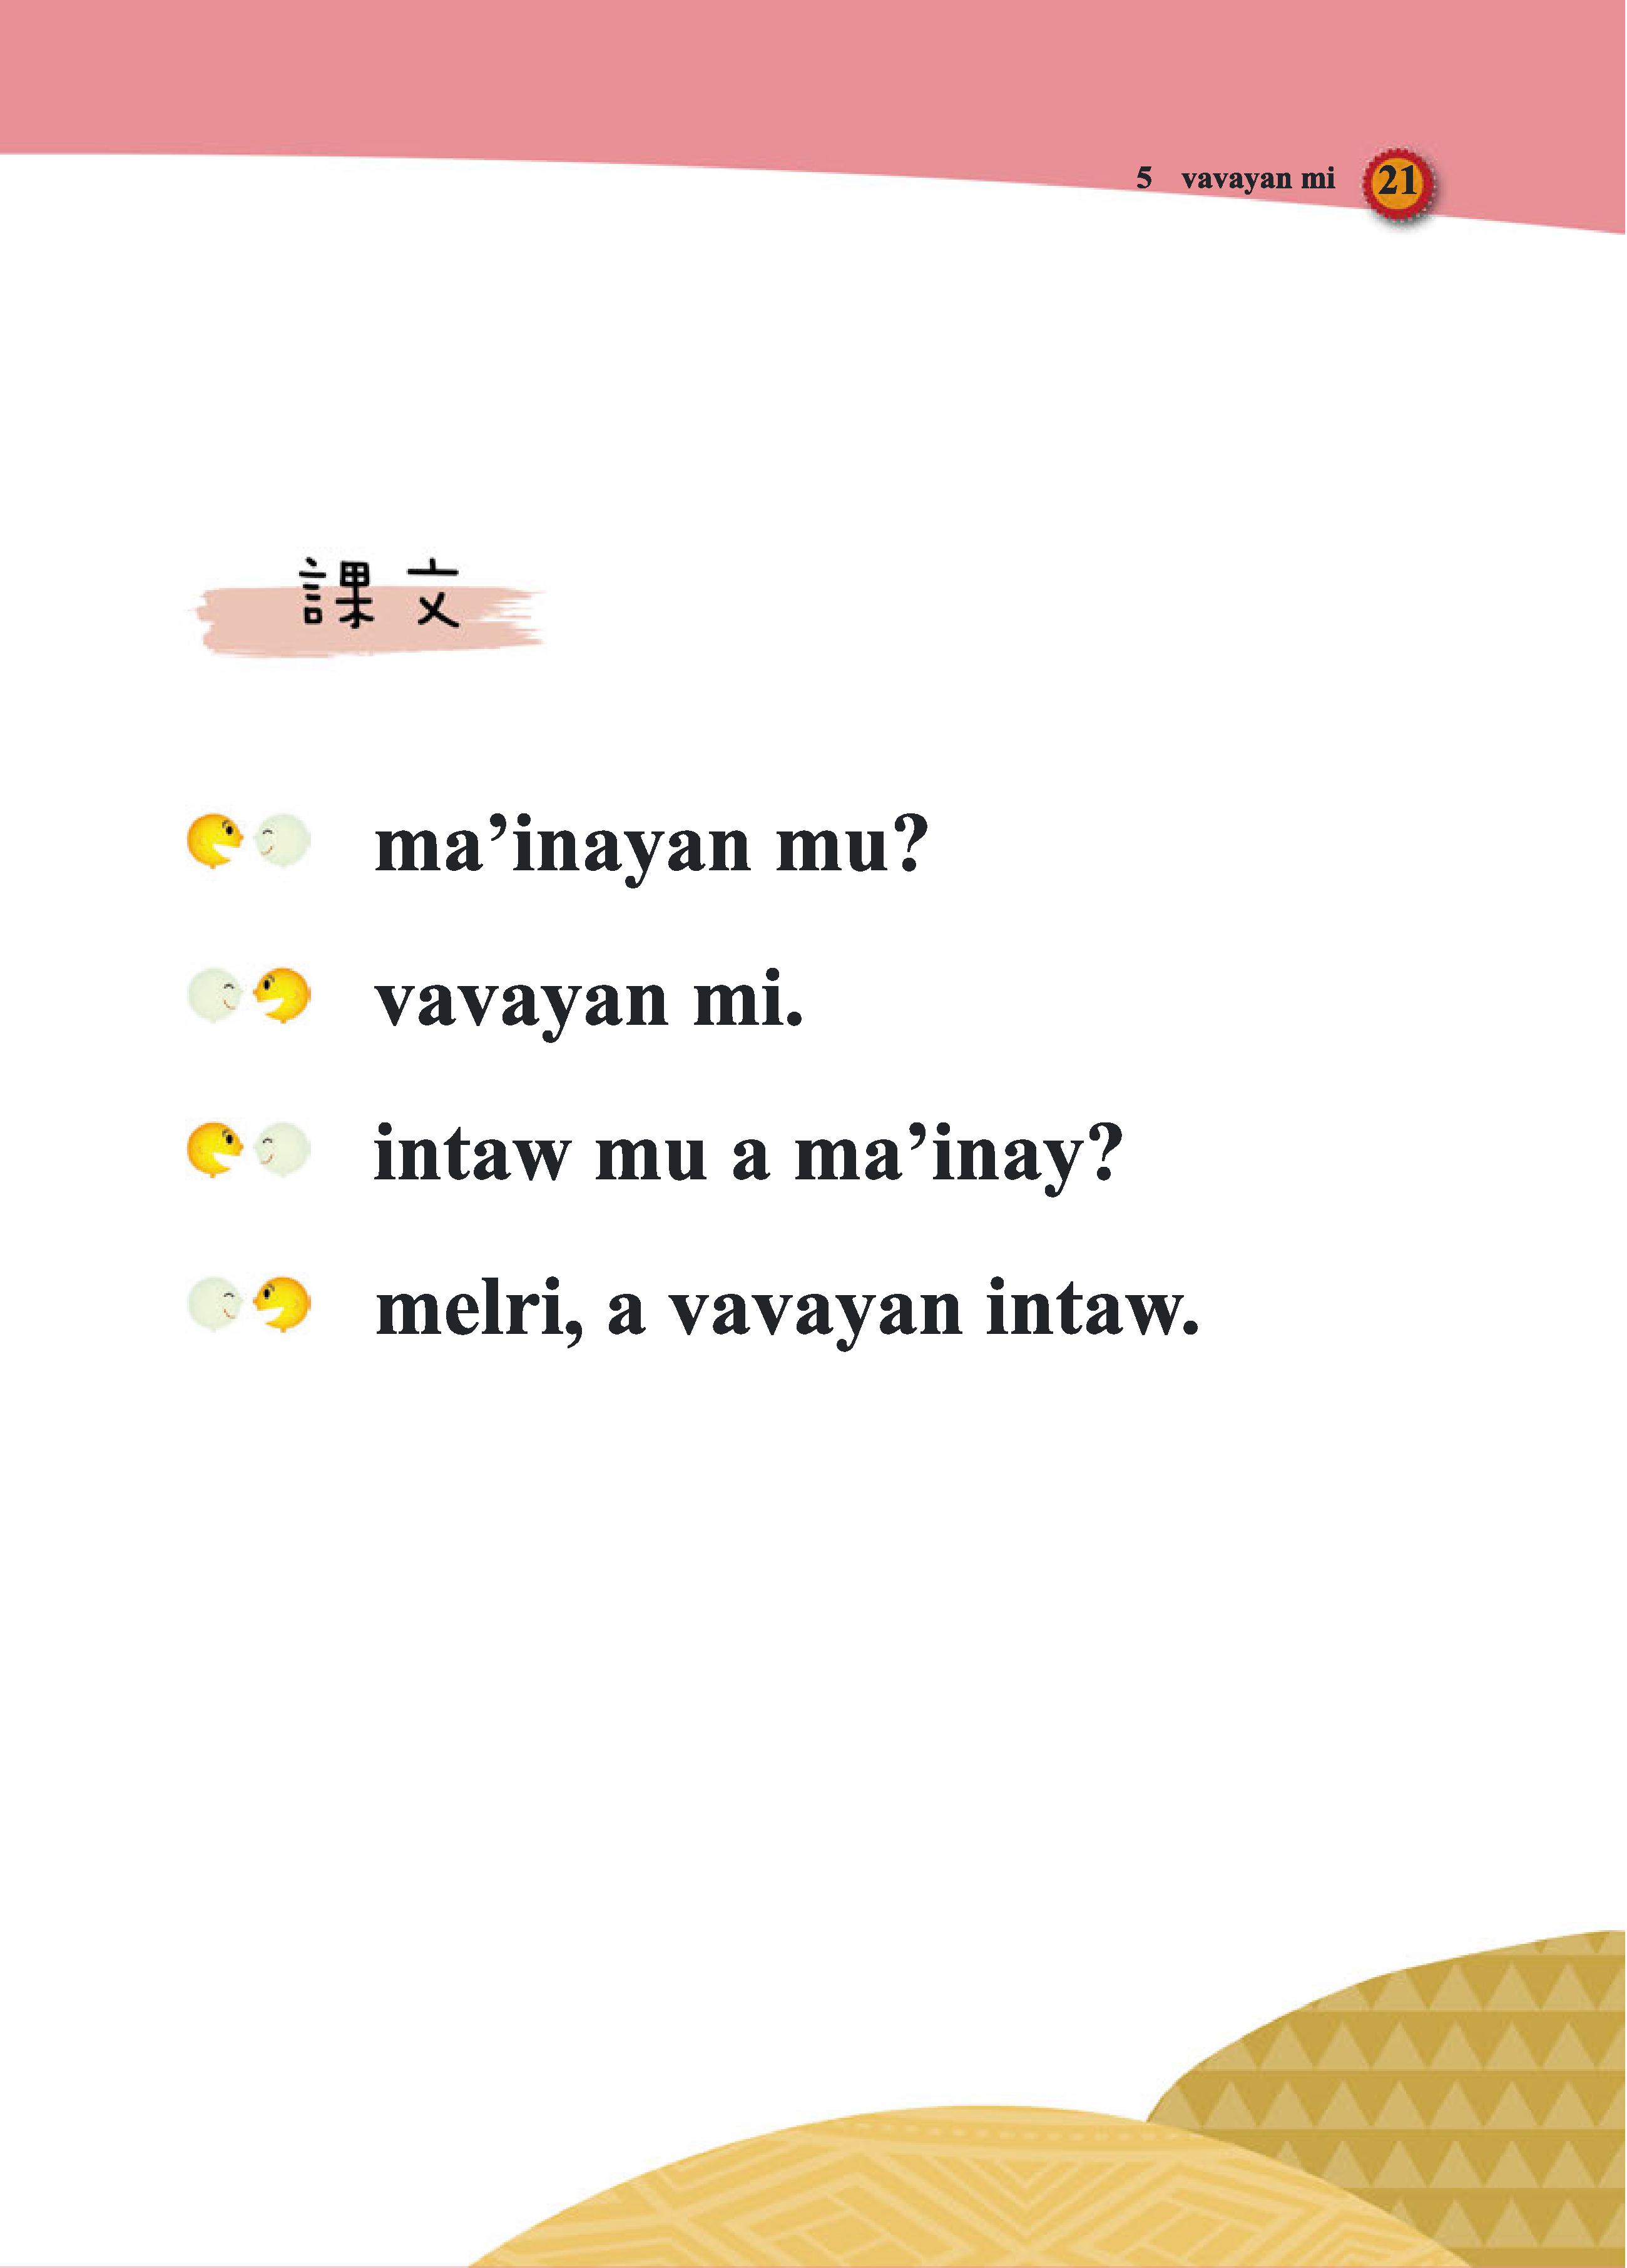 5 vavayan mi 21
課文
ma’inayan mu?
vavayan mi.
intaw mu a ma’inay?
melri, a vavayan intaw.